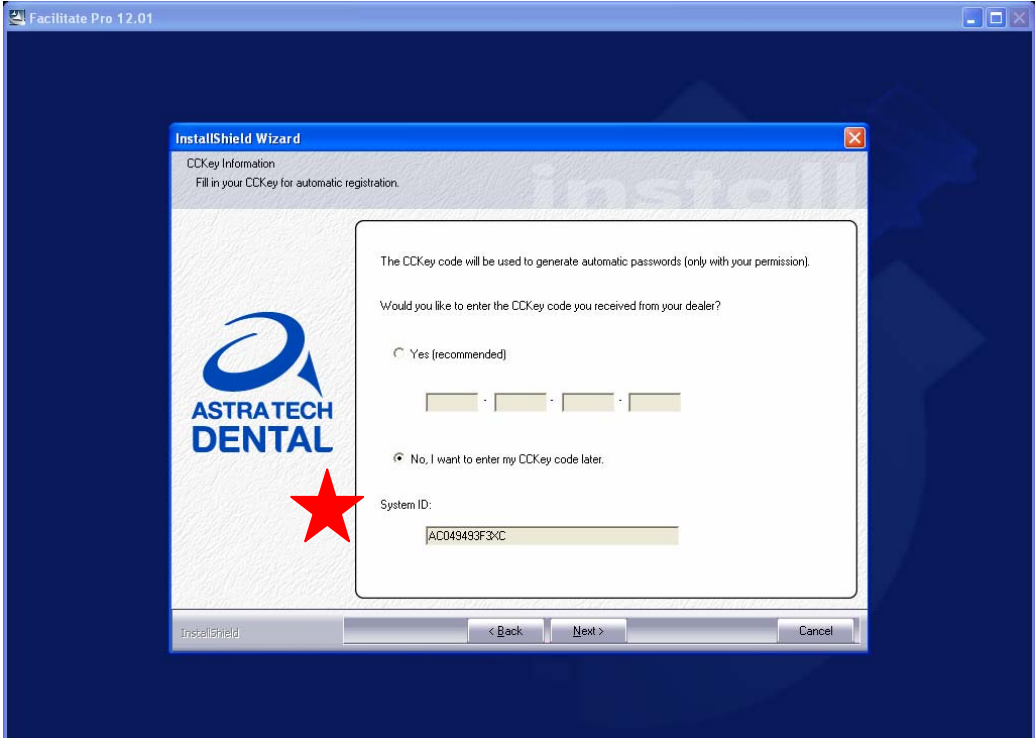 Facilitate Pro 12.01
InstallShield Wizard
CCKey Information
Fill in your CCKey for automatic registration.
install
The CCKey code will be used to generate automatic passwords (only with your permission).
Would you like to enter the CCKey code you received from your dealer?
Yes (recommended)
- - -
ASTRATECH
DENTAL
No, I want to enter my CCKey code later.
System ID:
AC049493F3XC
InstallShield
< Back Next > Cancel